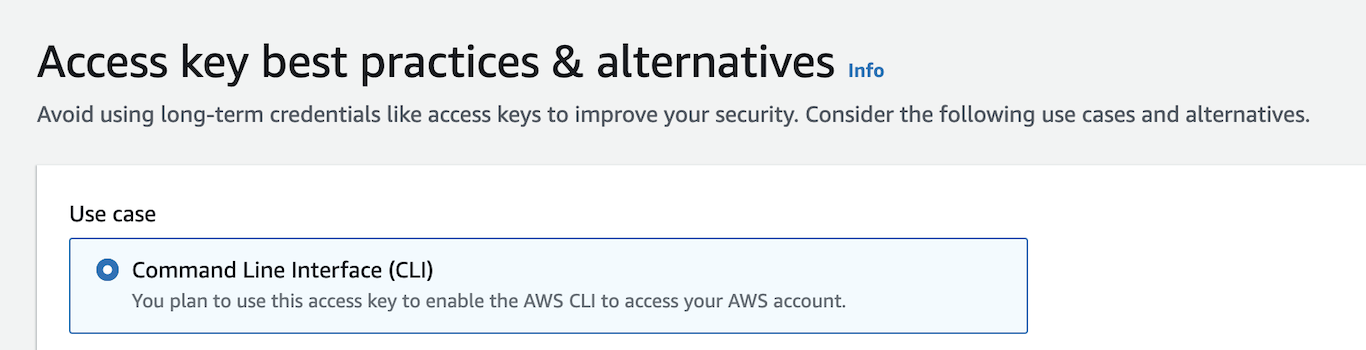 Access key best practices & alternatives Info
Avoid using long-term credentials like access keys to improve your security. Consider the following use cases and alternatives.
Use case
Command Line Interface (CLI)
You plan to use this access key to enable the AWS CLI to access your AWS account.